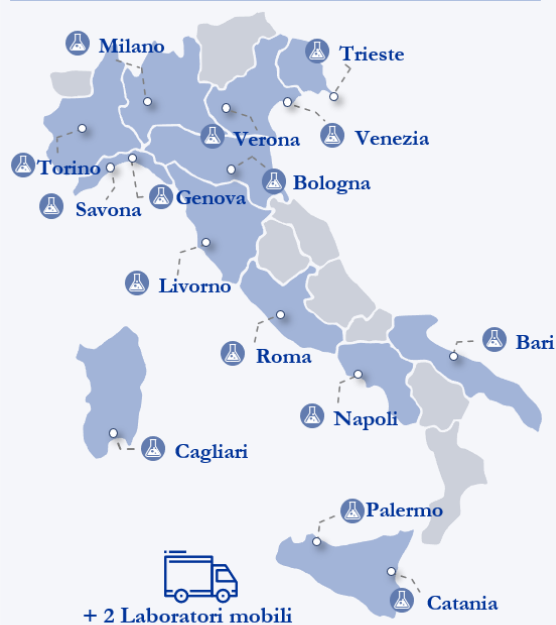 Milano
Trieste
Verona
Venezia
Torino
Bologna
Genova
Savona
Livorno
Roma
Bari
Napoli
Cagliari
Palermo
Catania
+ 2 Laboratori mobili